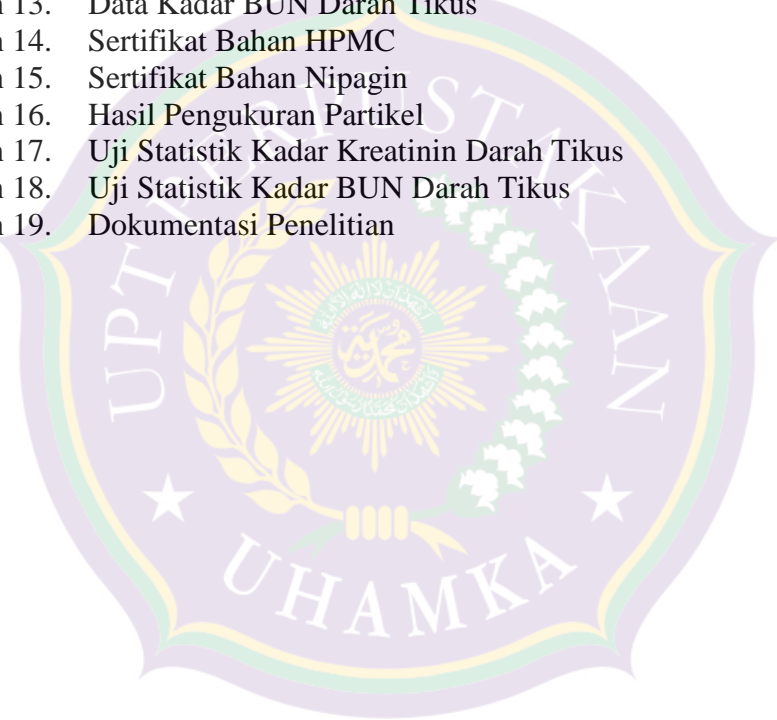 n 13. Data Kadar BUN Darah Tikus
n 14. Sertifikat Bahan HPMC
n 15. Sertifikat Bahan Nipagin
n 16. Hasil Pengukuran Partikel
n 17. Uji Statistik Kadar Kreatinin Darah Tikus
n 18. Uji Statistik Kadar BUN Darah Tikus
n 19. Dokumentasi Penelitian
UPT PERPUSTAKAAN
UHAMKA